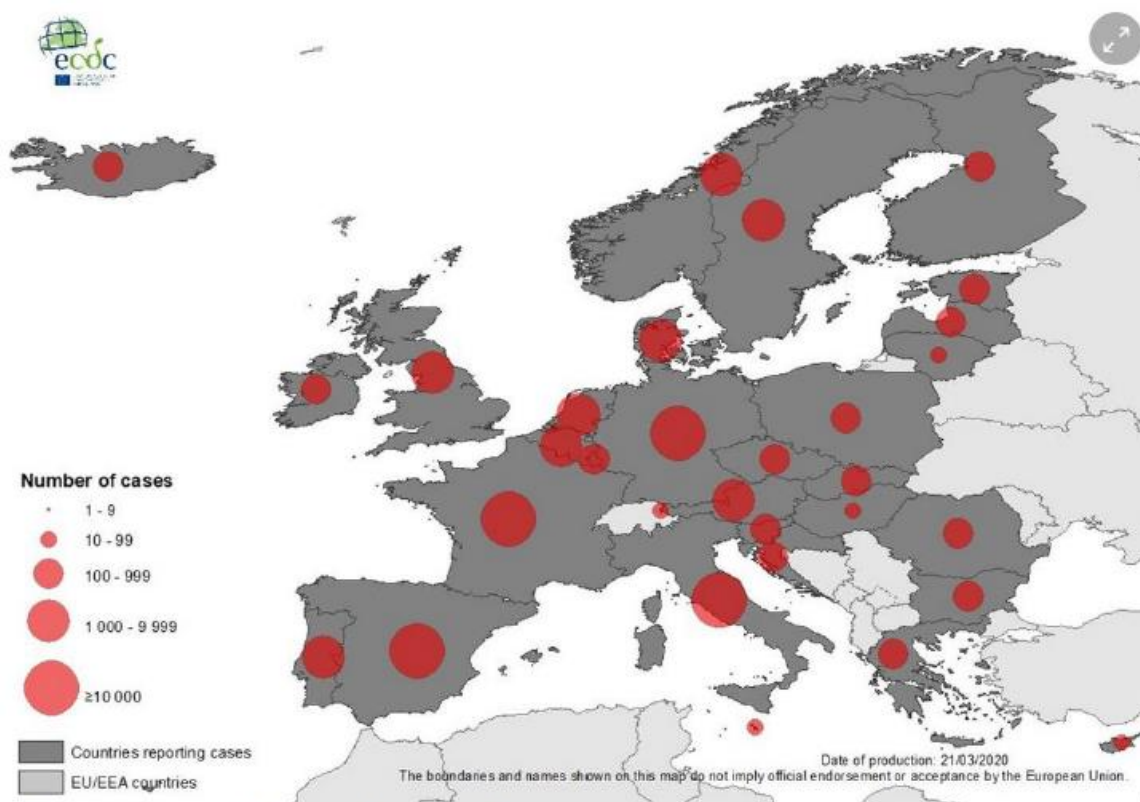 ecdc
Number of cases
1 - 9
10 - 99
100 - 999
1 000 - 9 999
≥10 000
Countries reporting cases
EU/EEA countries
Date of production: 21/03/2020
The boundaries and names shown on this map do not imply official endorsement or acceptance by the European Union.